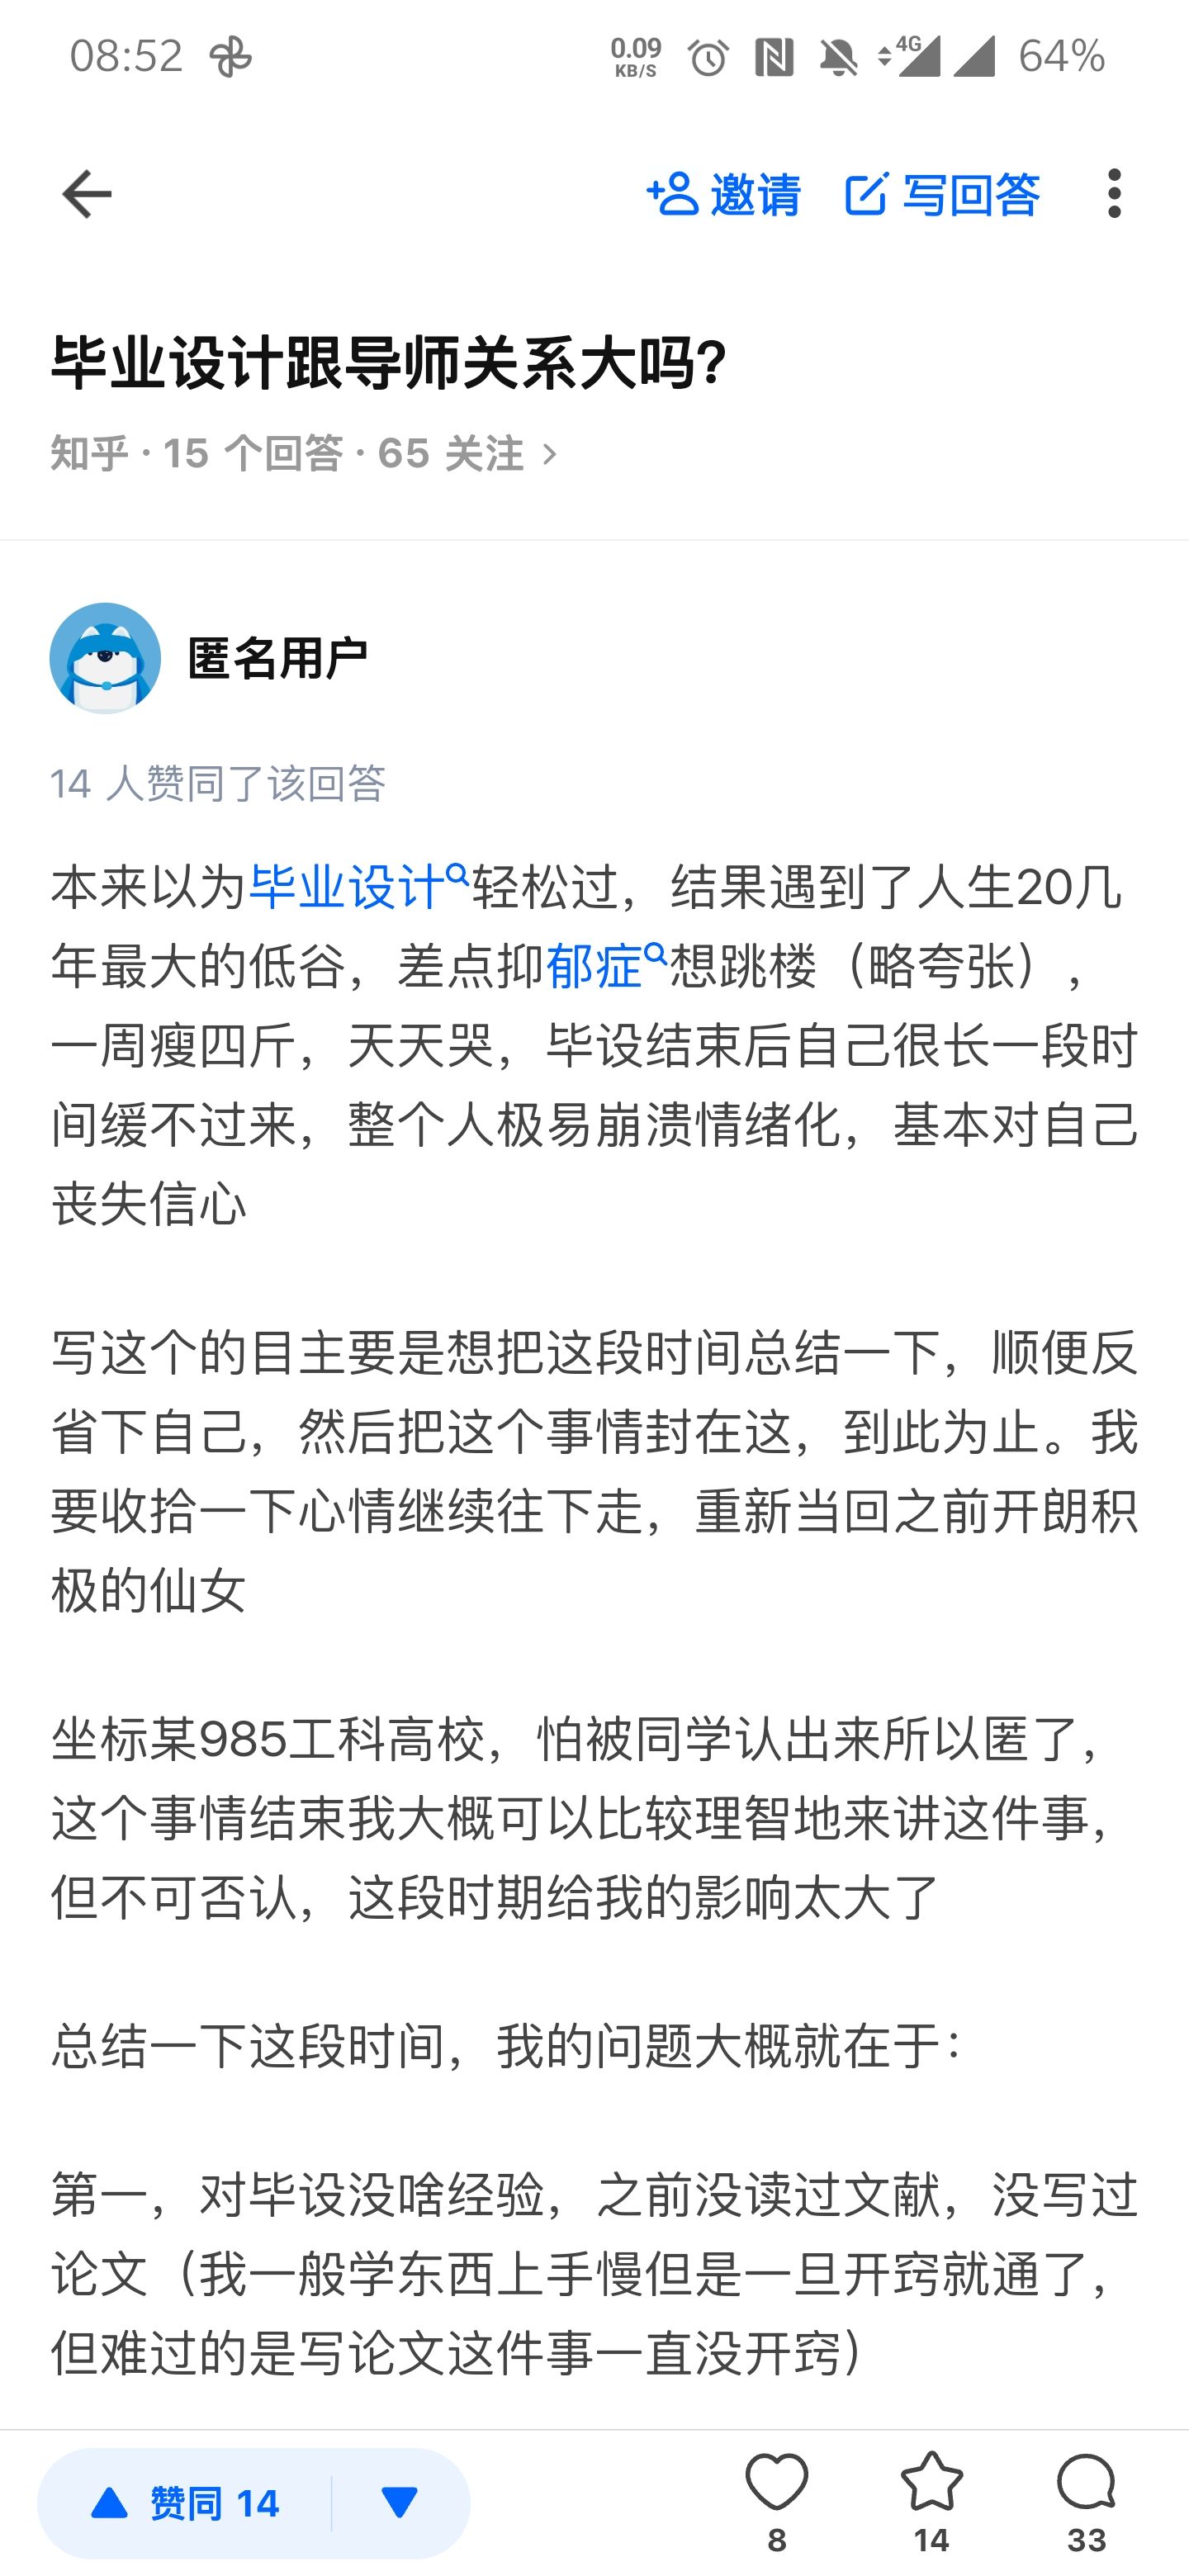 08:52
0.09
KB/S
4G
64%
邀请
写回答
毕业设计跟导师关系大吗?
知乎 · 15 个回答 · 65 关注 >
匿名用户
14 人赞同了该回答
本来以为毕业设计轻松过，结果遇到了人生20几
年最大的低谷，差点抑郁症想跳楼（略夸张），
一周瘦四斤，天天哭，毕设结束后自己很长一段时
间缓不过来，整个人极易崩溃情绪化，基本对自己
丧失信心
写这个的目主要是想把这段时间总结一下，顺便反
省下自己，然后把这个事情封在这，到此为止。我
要收拾一下心情继续往下走，重新当回之前开朗积
极的仙女
坐标某985工科高校，怕被同学认出来所以匿了，
这个事情结束我大概可以比较理智地来讲这件事，
但不可否认，这段时期给我的影响太大了
总结一下这段时间，我的问题大概就在于：
第一，对毕设没啥经验，之前没读过文献，没写过
论文（我一般学东西上手慢但是一旦开窍就通了，
但难过的是写论文这件事一直没开窍）
赞同 14
8
14
33